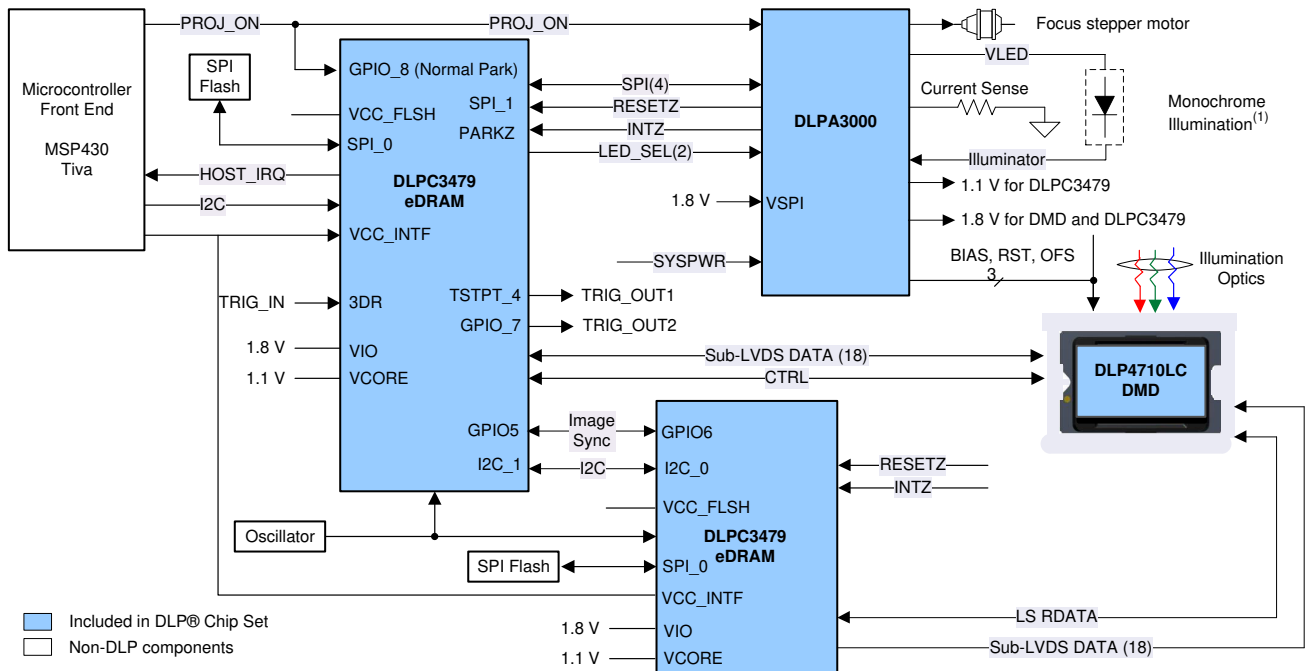 PROJ_ON
PROJ_ON
Focus stepper motor
Microcontroller
Front End
MSP430
Tiva
SPI
Flash
GPIO_8 (Normal Park)
VCC_FLSH
SPI_0
SPI_1
PARKZ
DLPC3479
eDRAM
SPI(4)
RESETZ
INTZ
LED_SEL(2)
DLPA3000
VLED
Current Sense
Monochrome
Illumination(1)
Illuminator
1.1 V for DLPC3479
1.8 V for DMD and DLPC3479
HOST_IRQ
I2C
VCC_INTF
1.8 V
VSPI
SYSPWR
BIAS, RST, OFS
3
Illumination
Optics
TRIG_IN
3DR
TSTPT_4
TRIG_OUT1
GPIO_7
TRIG_OUT2
1.8 V
VIO
1.1 V
VCORE
Sub-LVDS DATA (18)
CTRL
DLP4710LC
DMD
GPIO5
Image
Sync
GPIO6
I2C_1
I2C
I2C_0
RESETZ
INTZ
VCC_FLSH
Oscillator
DLPC3479
eDRAM
SPI Flash
SPI_0
VCC_INTF
LS RDATA
1.8 V
VIO
1.1 V
VCORE
Sub-LVDS DATA (18)
Included in DLP® Chip Set
Non-DLP components